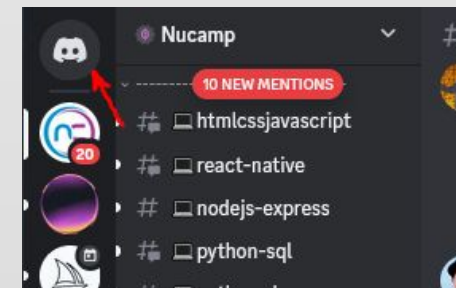 Nucamp
10 NEW MENTIONS
htmlcssjavascript
20
react-native
# nodejs-express
python-sql